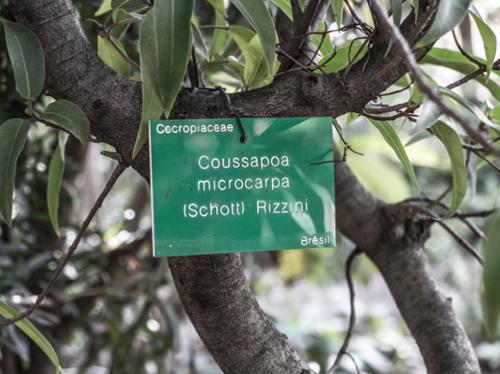 Cecropiaceae
Coussapoa
microcarpa
(Schott) Rizzini
Brésil